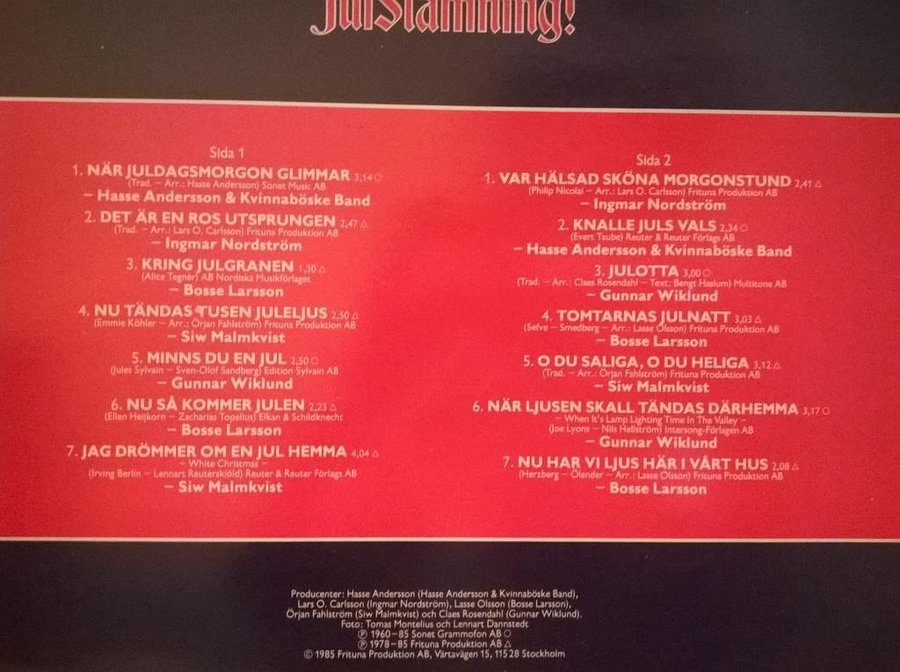 Julstämning!
Sida 1
1. NÄR JULDAGSMORGON GLIMMAR 3,14 ○
(Trad. – Arr.: Hasse Andersson) Sonet Music AB
– Hasse Andersson & Kvinnaböske Band
2. DET ÄR EN ROS UTSPRUNGEN 2,47 △
(Trad. – Arr.: Lars O. Carlsson) Frituna Produktion AB
– Ingmar Nordström
3. KRING JULGRANEN 1,30 △
(Alice Tegnér) AB Nordiska Musikförlaget
– Bosse Larsson
4. NU TÄNDAS TUSEN JULELJUS 2,50 △
(Emmie Köhler – Arr.: Örjan Fahlström) Frituna Produktion AB
– Siw Malmkvist
5. MINNS DU EN JUL 2,50 ○
(Jules Sylvain – Sven-Olof Sandberg) Edition Sylvain AB
– Gunnar Wiklund
6. NU SÅ KOMMER JULEN 2,23 △
(Ellen Heijkorn – Zacharias Topelius) Elkan & Schildknecht
– Bosse Larsson
7. JAG DRÖMMER OM EN JUL HEMMA 4,04 △
– White Christmas –
(Irving Berlin – Lennart Reuterskiöld) Reuter & Reuter Förlags AB
– Siw Malmkvist
Sida 2
1. VAR HÄLSAD SKÖNA MORGONSTUND 2,41 △
(Philip Nicolai – Arr.: Lars O. Carlsson) Frituna Produktion AB
– Ingmar Nordström
2. KNALLE JULS VALS 2,34 ○
(Evert Taube) Reuter & Reuter Förlags AB
– Hasse Andersson & Kvinnaböske Band
3. JULOTTA 3,00 ○
(Trad. – Arr.: Claes Rosendahl – Text: Bengt Haslum) Multitone AB
– Gunnar Wiklund
4. TOMTARNAS JULNATT 3,03 △
(Sefve – Smedberg – Arr.: Lasse Olsson) Frituna Produktion AB
– Bosse Larsson
5. O DU SALIGA, O DU HELIGA 3,12 △
(Trad. – Arr.: Örjan Fahlström) Frituna Produktion AB
– Siw Malmkvist
6. NÄR LJUSEN SKALL TÄNDAS DÄRHEMMA 3,17 ○
– When It's Lamp Lighting Time In The Valley –
(Joe Lyons – Nils Hellström) Intersong-Förlagen AB
– Gunnar Wiklund
7. NU HAR VI LJUS HÄR I VÅRT HUS 2,08 △
(Herzberg – Ölander – Arr.: Lasse Olsson) Frituna Produktion AB
– Bosse Larsson
Producenter: Hasse Andersson (Hasse Andersson & Kvinnaböske Band),
Lars O. Carlsson (Ingmar Nordström), Lasse Olsson (Bosse Larsson),
Örjan Fahlström (Siw Malmkvist) och Claes Rosendahl (Gunnar Wiklund).
Foto: Tomas Montelius och Lennart Dannstedt
℗ 1960–85 Sonet Grammofon AB ○
℗ 1978–85 Frituna Produktion AB △
© 1985 Frituna Produktion AB, Värtavägen 15, 115 28 Stockholm